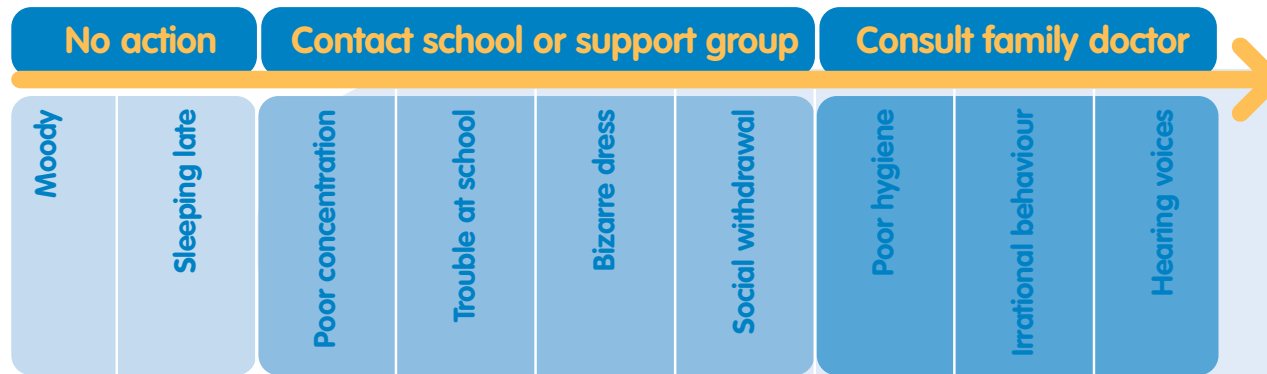 No action
Contact school or support group
Consult family doctor
Moody
Sleeping late
Poor concentration
Trouble at school
Bizarre dress
Social withdrawal
Poor hygiene
Irrational behaviour
Hearing voices